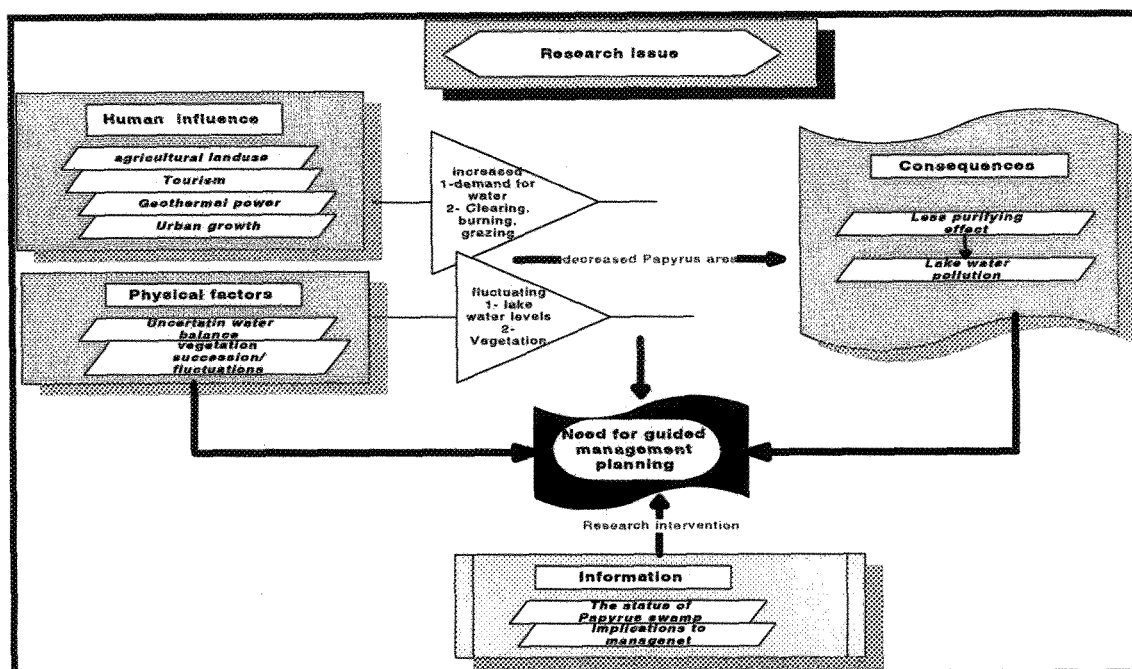 Research Issue
Human Influence
agricultural landuse
Tourism
Geothermal power
Urban growth
increased
1-demand for
water
2- Clearing,
burning,
grazing
Consequences
Less purifying
effect
Lake water
pollution
decreased Papyrus area
Physical factors
Uncertatin water
balance
vegetation
succession/
fluctuations
fluctuating
1- lake
water levels
2-
Vegetation
Need for guided
management
planning
Research intervention
Information
The status of
Papyrus swamp
Implications to
managenet